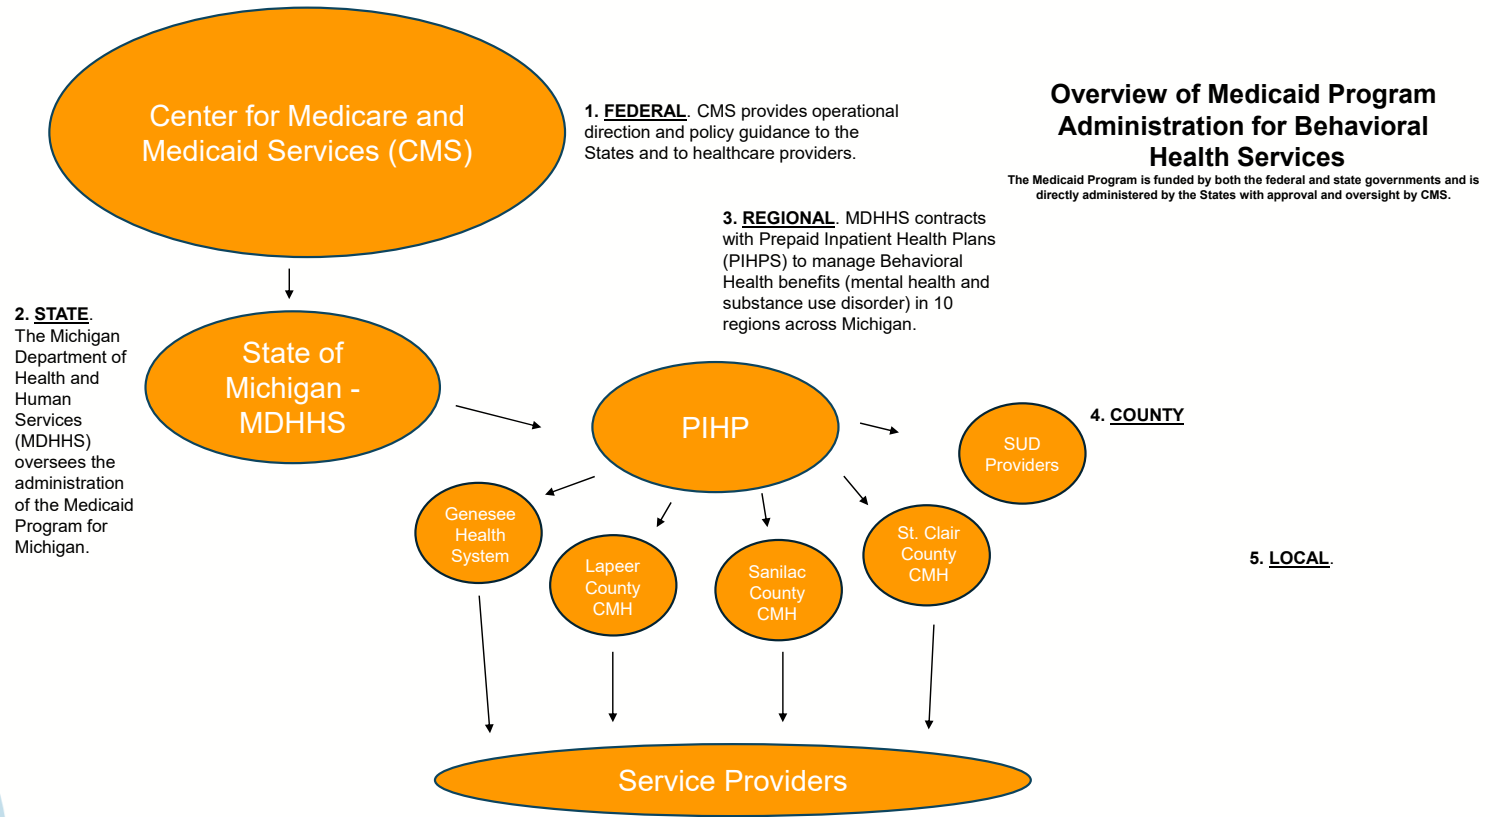 Center for Medicare and
Medicaid Services (CMS)
1. FEDERAL. CMS provides operational
direction and policy guidance to the
States and to healthcare providers.
Overview of Medicaid Program
Administration for Behavioral
Health Services
The Medicaid Program is funded by both the federal and state governments and is
directly administered by the States with approval and oversight by CMS.
3. REGIONAL. MDHHS contracts
with Prepaid Inpatient Health Plans
(PIHPS) to manage Behavioral
Health benefits (mental health and
substance use disorder) in 10
regions across Michigan.
2. STATE.
The Michigan
Department of
Health and
Human
Services
(MDHHS)
oversees the
administration
of the Medicaid
Program for
Michigan.
State of
Michigan -
MDHHS
PIHP
4. COUNTY
SUD
Providers
Genesee
Health
System
Lapeer
County
CMH
Sanilac
County
CMH
St. Clair
County
CMH
5. LOCAL.
Service Providers